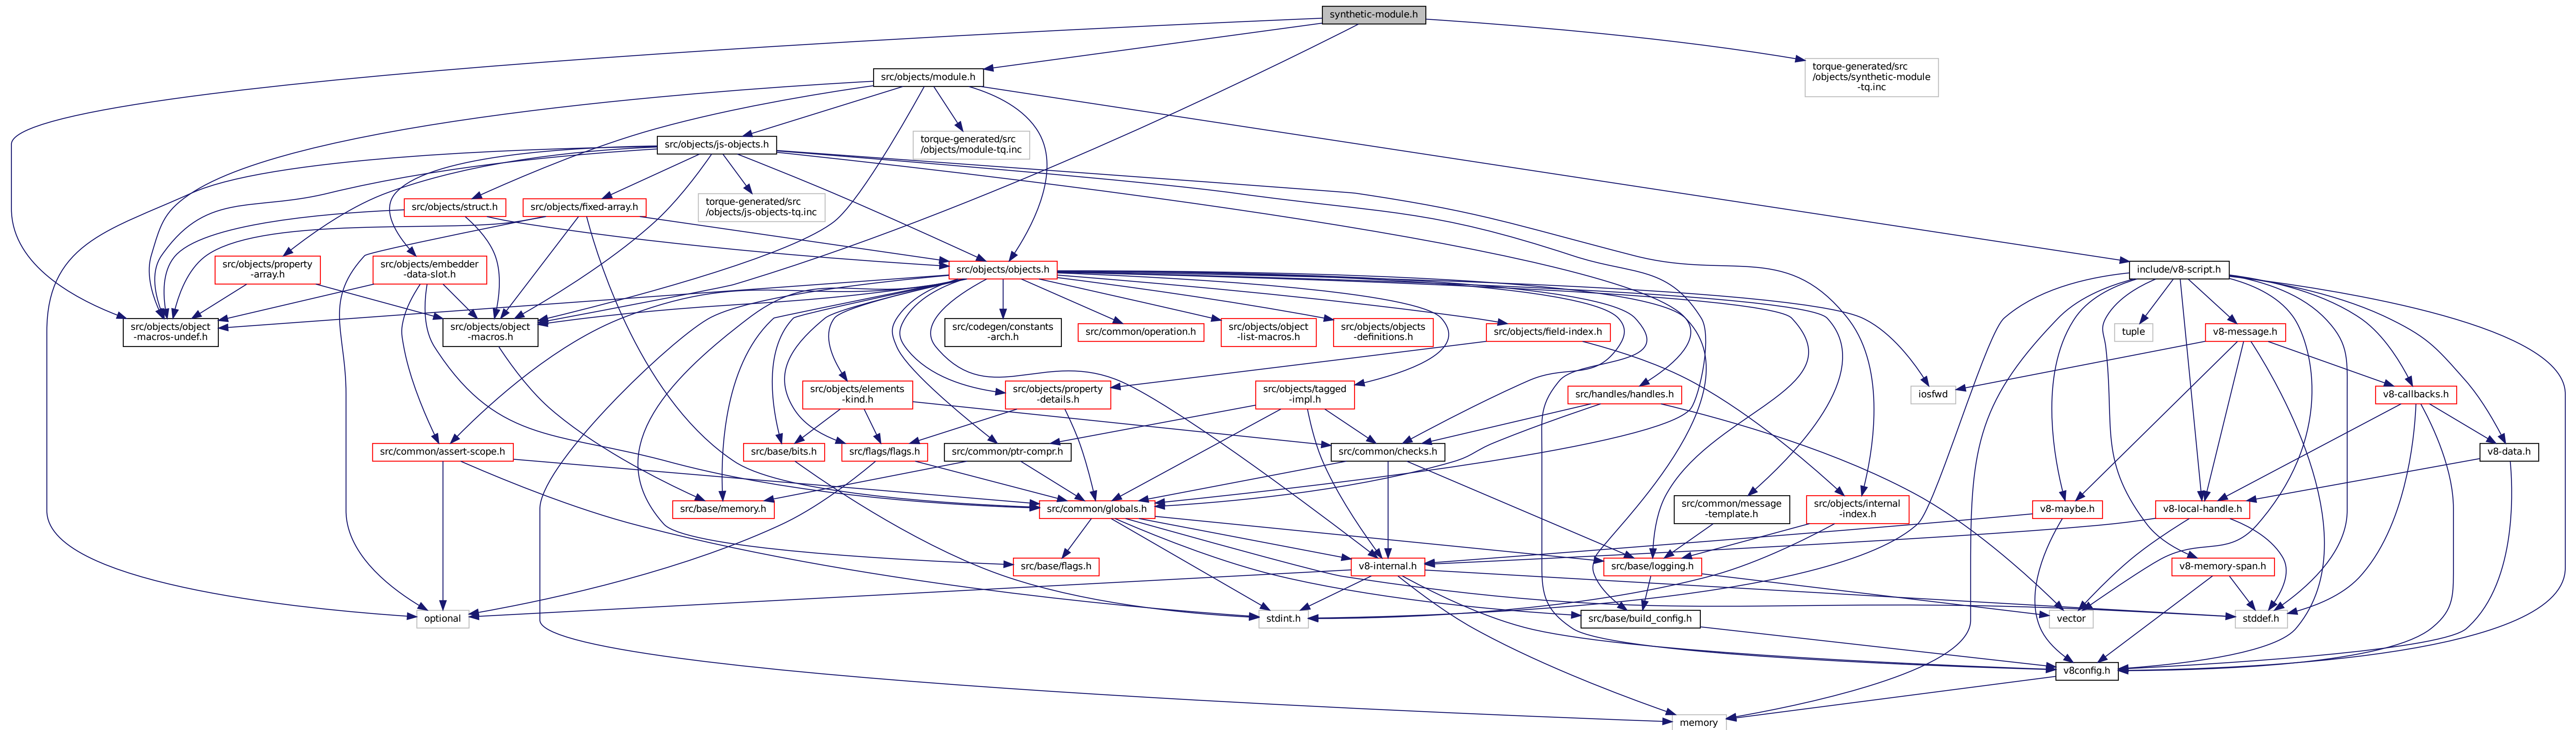 synthetic-module.h
src/objects/module.h
torque-generated/src
/objects/synthetic-module
-tq.inc
src/objects/js-objects.h
torque-generated/src
/objects/module-tq.inc
src/objects/struct.h
src/objects/fixed-array.h
torque-generated/src
/objects/js-objects-tq.inc
src/objects/property
-array.h
src/objects/embedder
-data-slot.h
src/objects/objects.h
include/v8-script.h
src/objects/object
-macros-undef.h
src/objects/object
-macros.h
src/codegen/constants
-arch.h
src/common/operation.h
src/objects/object
-list-macros.h
src/objects/objects
-definitions.h
src/objects/field-index.h
tuple
v8-message.h
src/objects/elements
-kind.h
src/objects/property
-details.h
src/objects/tagged
-impl.h
src/handles/handles.h
iosfwd
v8-callbacks.h
src/common/assert-scope.h
src/base/bits.h
src/flags/flags.h
src/common/ptr-compr.h
src/common/checks.h
v8-data.h
src/base/memory.h
src/common/globals.h
src/common/message
-template.h
src/objects/internal
-index.h
v8-maybe.h
v8-local-handle.h
src/base/flags.h
v8-internal.h
src/base/logging.h
v8-memory-span.h
optional
stdint.h
src/base/build_config.h
vector
stddef.h
v8config.h
memory